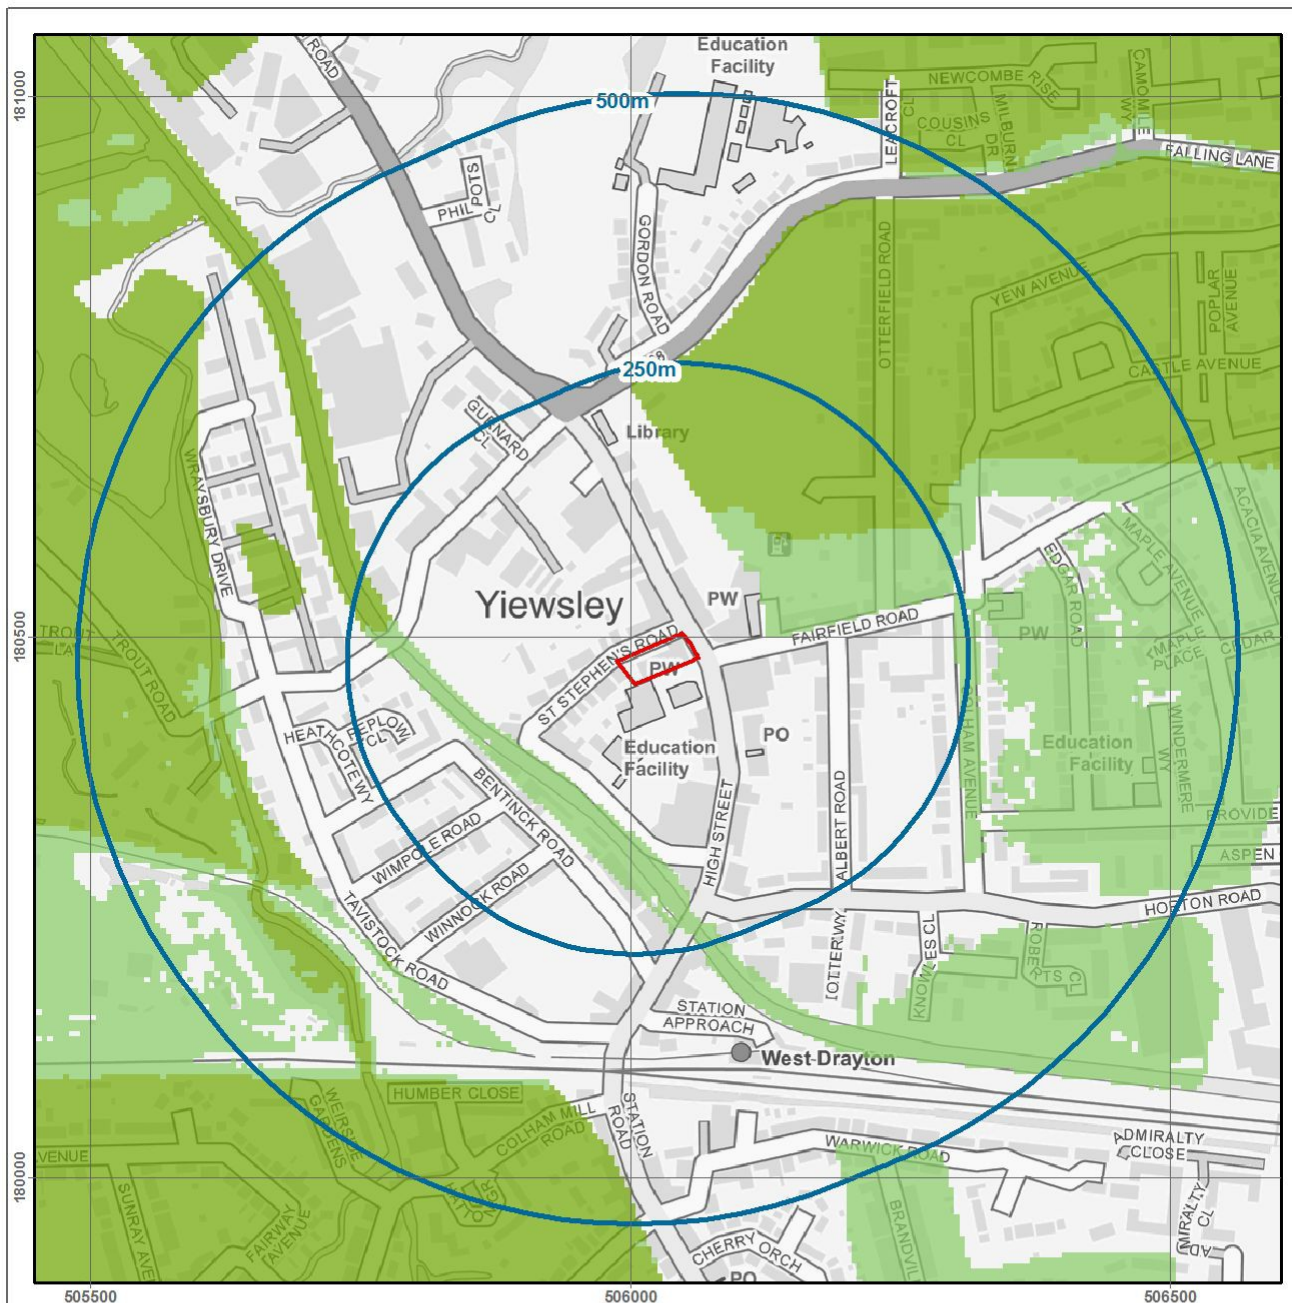 ROAD
Education
Facility
NEWCOMBE RISE
CAMOMILE
WY
181000
500m
LEACROFT
CL
COUSINS
CL
MILBURN
DR
FALLING LANE
PHILPOTS
CL
GORDON ROAD
OTTERFIELD ROAD
YEW AVENUE
POPLAR
AVENUE
CASTLE AVENUE
250m
GURNARD
CL
Library
WRAYSBURY DRIVE
ACACIA AVENUE
MAPLE AVENUE
EDGAR ROAD
Yiewsley
PW
180500
TROUT
LA
TROUT ROAD
ST STEPHEN'S ROAD
PW
FAIRFIELD ROAD
PW
MAPLE
PLACE
CEDAR
HEATHCOTE WY
EMPLOW
CL
Education
Facility
PO
COLHAM AVENUE
Education
Facility
WINDERMERE
WY
BENTINCK ROAD
HIGH STREET
ALBERT ROAD
PROVIDE
WIMPOLE ROAD
ASPEN
WINNOCK ROAD
TAVISTOCK ROAD
HORTON ROAD
OTTER WY
KNOWLES CL
ROBERTS CL
STATION
APPROACH
West Drayton
HUMBER CLOSE
WEIRSIDE
GARDENS
COLHAM MILL
ROAD
STATION
ROAD
WARWICK ROAD
ADMIRALTY
CLOSE
180000
VENUE
SUNRAY AVE
FAIRWAY
AVENUE
BRANDVILL
MIRALTY
CL
AD
CHERRY ORCH
PO
505500
506000
506500